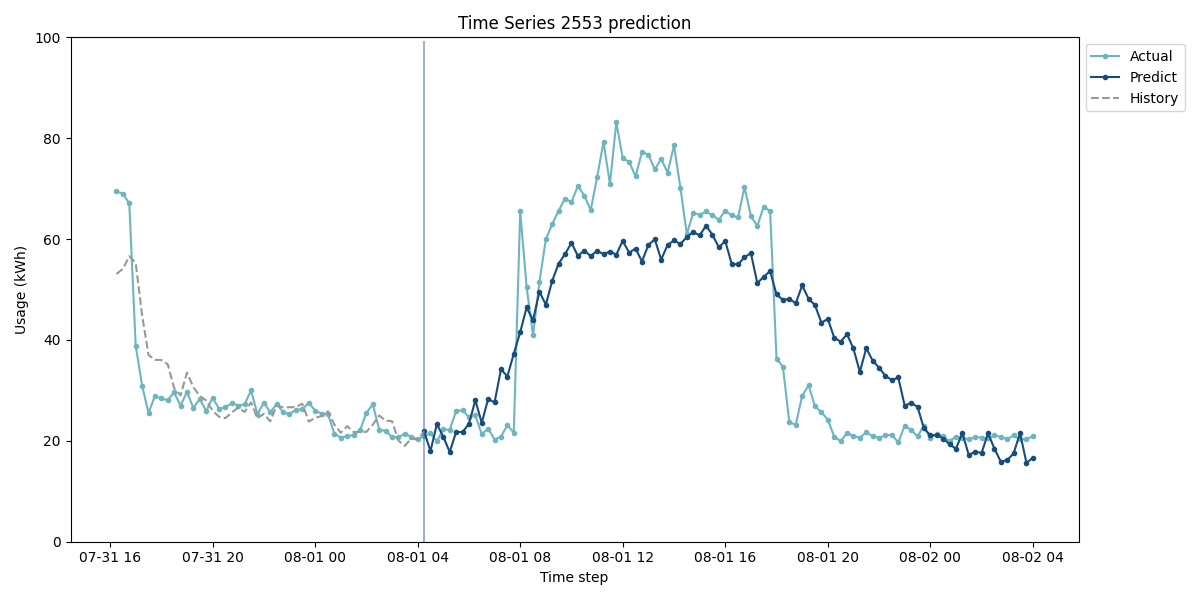 Time Series 2553 prediction
100
80
60
40
20
0
Usage (kWh)
07-31 16
07-31 20
08-01 00
08-01 04
08-01 08
08-01 12
08-01 16
08-01 20
08-02 00
08-02 04
Time step
Actual
Predict
History